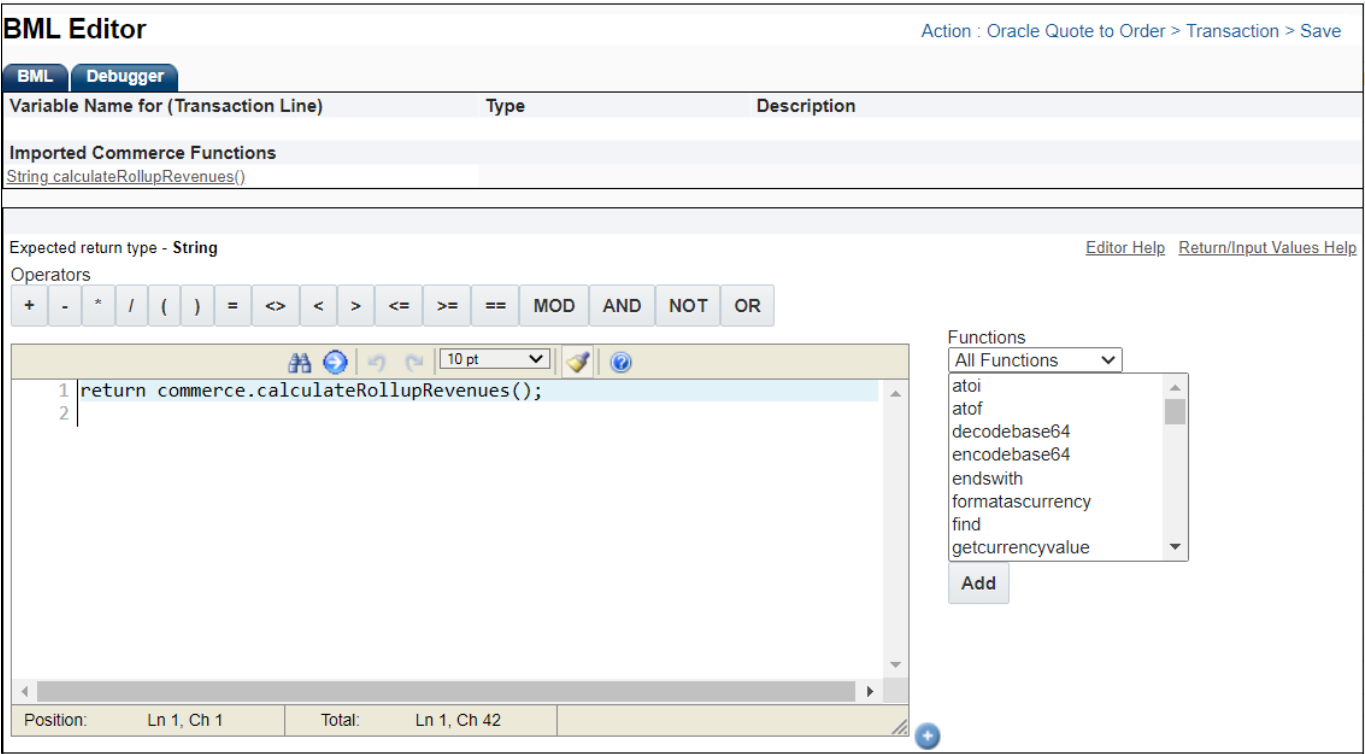 BML Editor
Action : Oracle Quote to Order > Transaction > Save
BML Debugger
Variable Name for (Transaction Line) Type Description
Imported Commerce Functions
String calculateRollupRevenues()
Expected return type - String
Editor Help Return/Input Values Help
Operators
+ - * / ( ) = <> < > <= >= == MOD AND NOT OR
Functions
All Functions
10 pt
1 return commerce.calculateRollupRevenues();
2
atoi
atof
decodebase64
encodebase64
endswith
formatascurrency
find
getcurrencyvalue
Add
Position: Ln 1, Ch 1 Total: Ln 1, Ch 42